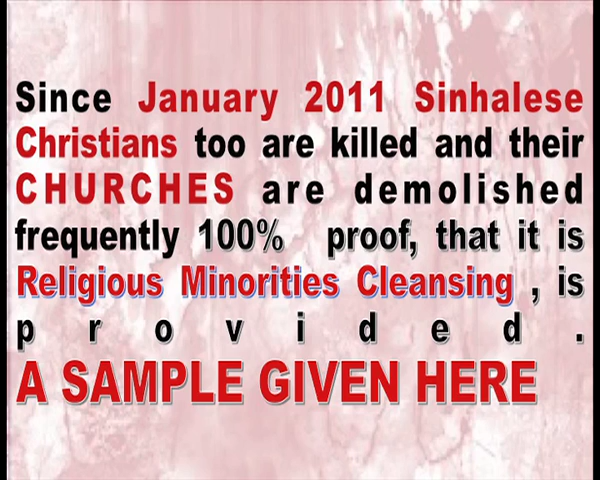 Since January 2011 Sinhalese
Christians too are killed and their
CHURCHES are demolished
frequently 100% proof, that it is
Religious Minorities Cleansing , is
provided.
A SAMPLE GIVEN HERE